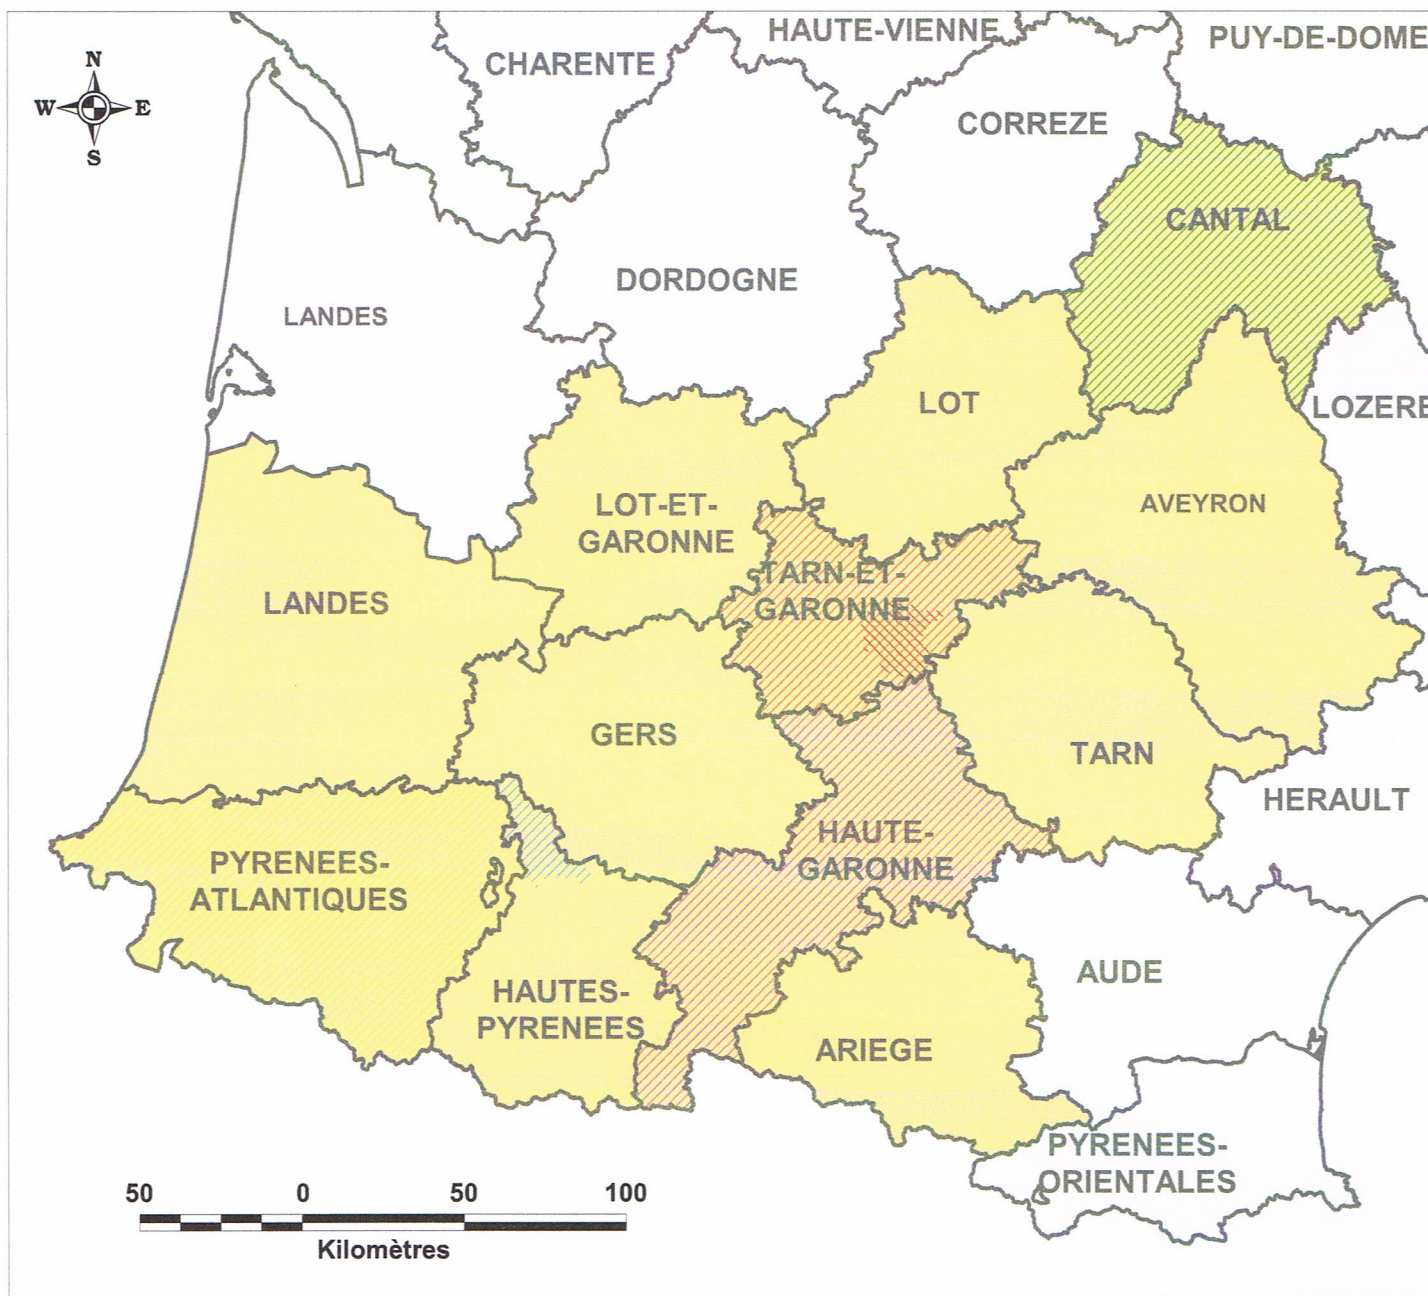 HAUTE-VIENNE
PUY-DE-DOME
CHARENTE
N
W
E
S
CORREZE
CANTAL
DORDOGNE
LANDES
LOT
LOZERE
LOT-ET-
GARONNE
AVEYRON
TARN-ET-
GARONNE
LANDES
GERS
TARN
HERAULT
HAUTE-
GARONNE
PYRENEES-
ATLANTIQUES
AUDE
HAUTES-
PYRENEES
ARIEGE
PYRENEES-
ORIENTALES
50 0 50 100
Kilomètres